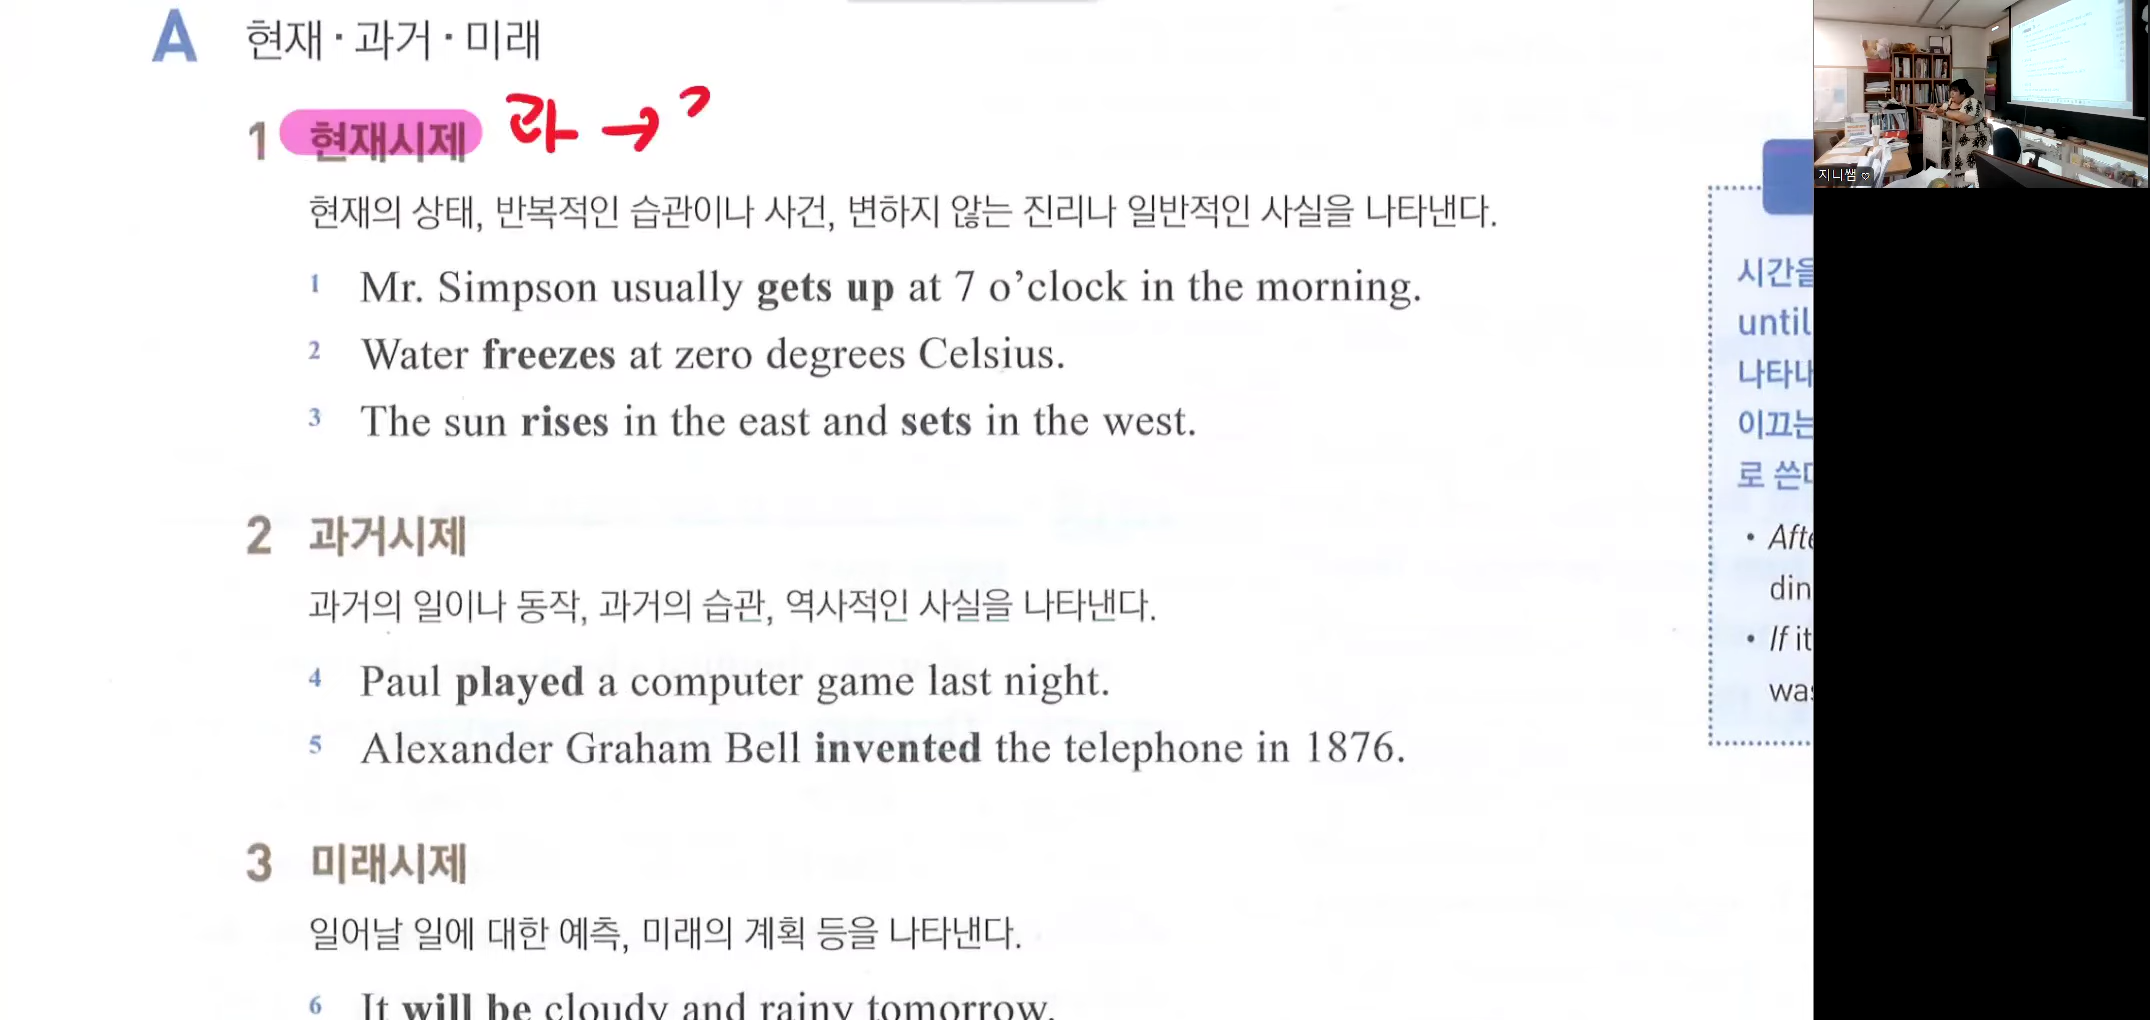 A 현재 · 과거 · 미래
1 현재시제 과 →
현재의 상태, 반복적인 습관이나 사건, 변하지 않는 진리나 일반적인 사실을 나타낸다.
1 Mr. Simpson usually gets up at 7 o'clock in the morning.
2 Water freezes at zero degrees Celsius.
3 The sun rises in the east and sets in the west.
2 과거시제
과거의 일이나 동작, 과거의 습관, 역사적인 사실을 나타낸다.
4 Paul played a computer game last night.
5 Alexander Graham Bell invented the telephone in 1876.
3 미래시제
일어날 일에 대한 예측, 미래의 계획 등을 나타낸다.
6 It will be cloudy and rainy tomorrow.
시간을
until
나타내
이끄는
로 쓴다
• Afte
din
• If it
was
지니쌤 ♡